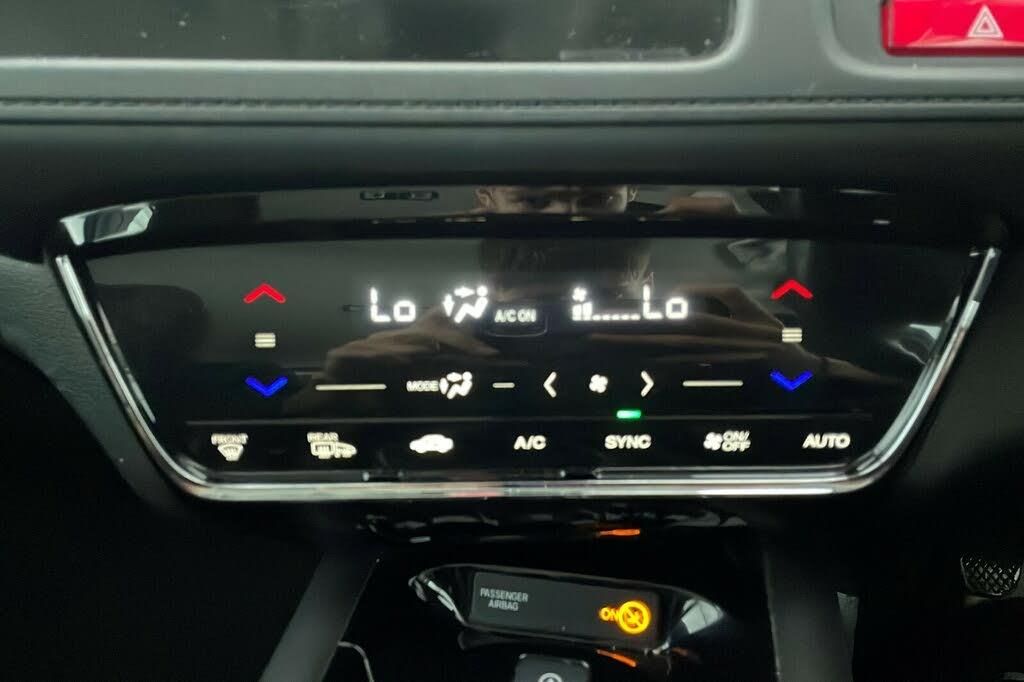 Lo A/C ON Lo
MODE
FRONT REAR A/C SYNC ON/OFF AUTO
PASSENGER
AIRBAG
ON